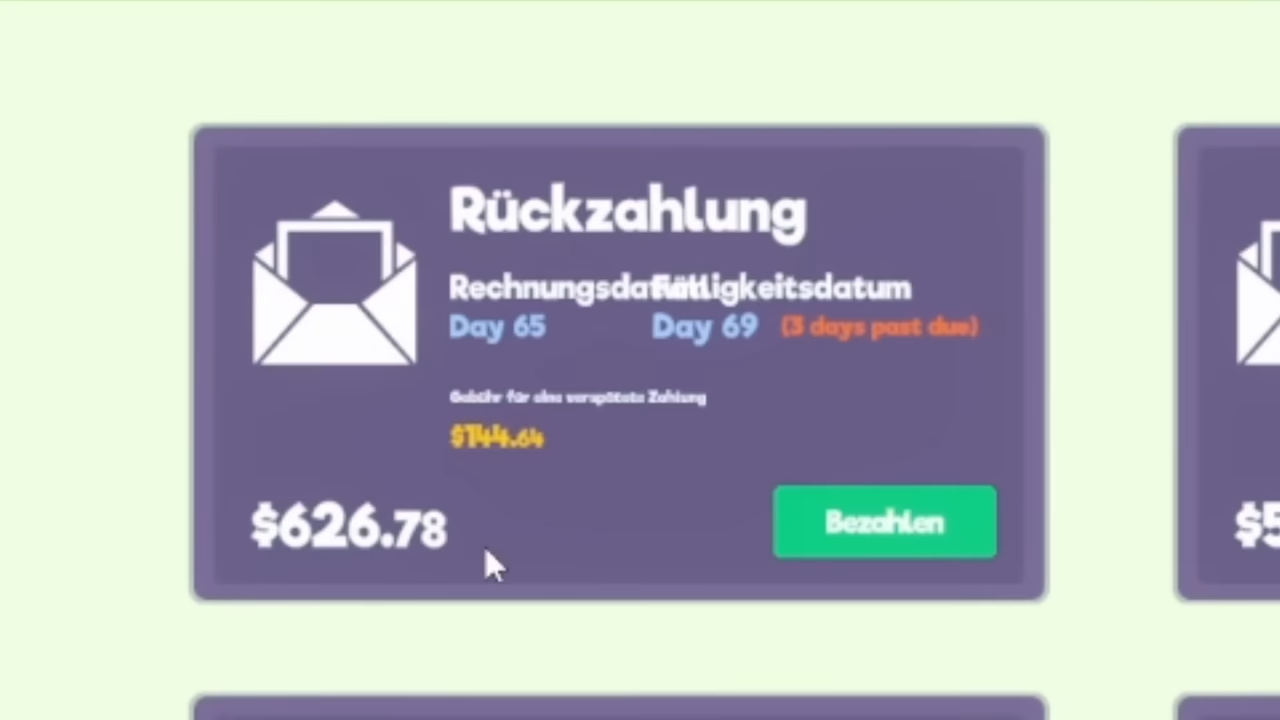 Rückzahlung
Rechnungsdatum Fälligkeitsdatum
Day 65 Day 69 (3 days past due)
Gebühr für eine verspätete Zahlung
$144.64
$626.78 Bezahlen
$5